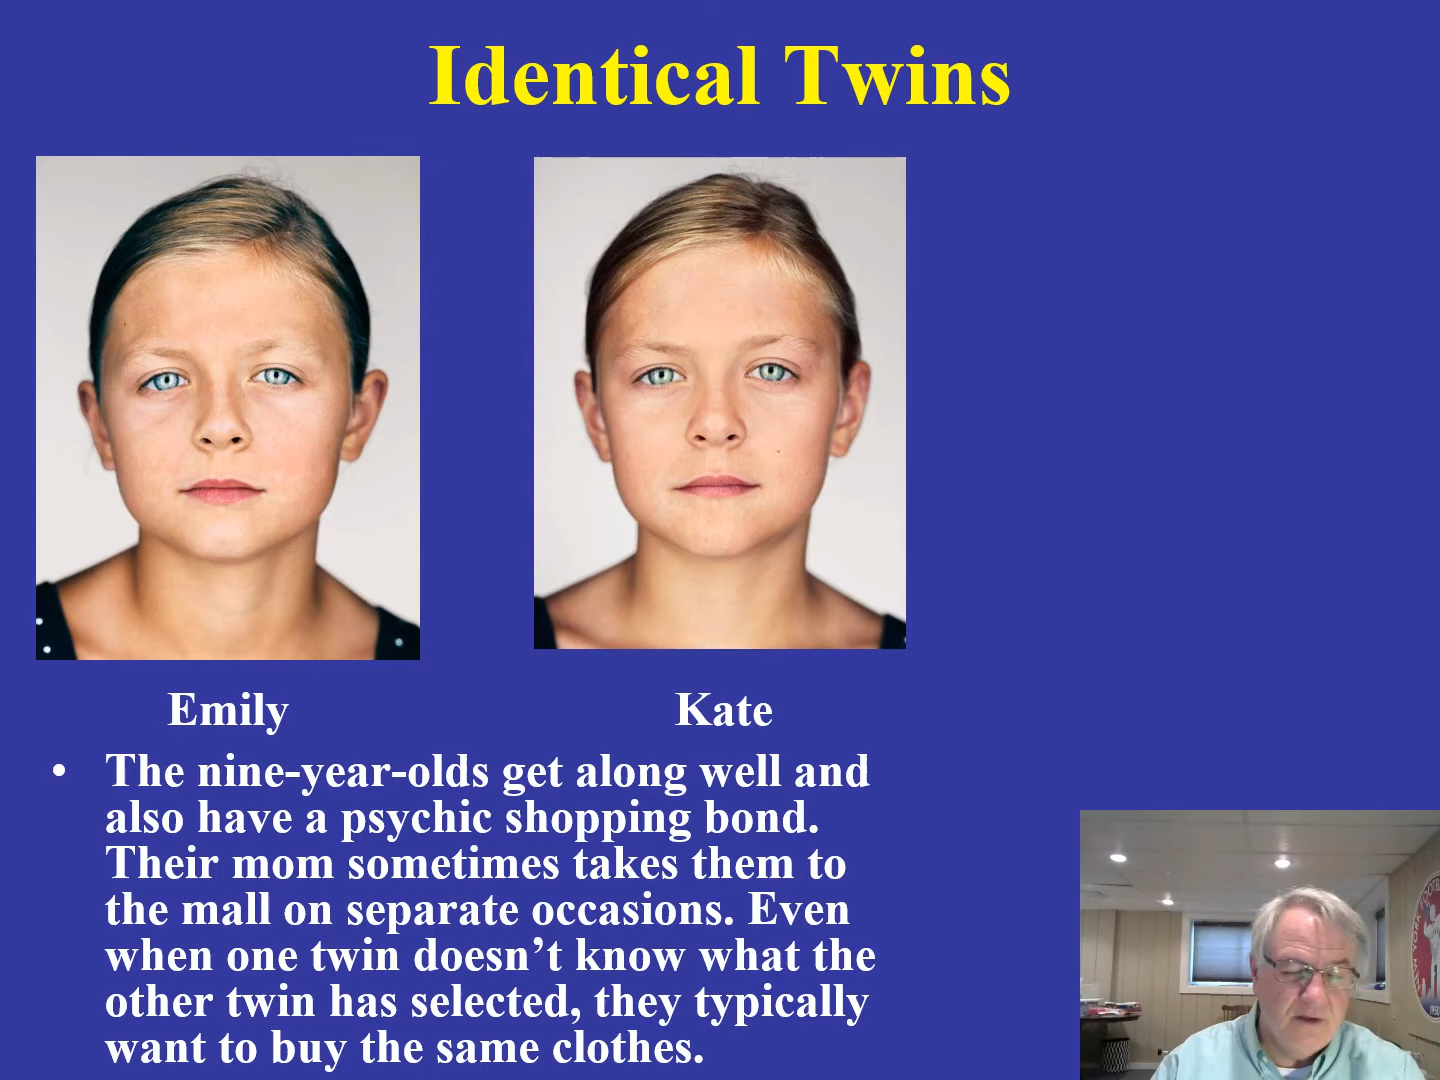 Identical Twins
Emily Kate
• The nine-year-olds get along well and
also have a psychic shopping bond.
Their mom sometimes takes them to
the mall on separate occasions. Even
when one twin doesn’t know what the
other twin has selected, they typically
want to buy the same clothes.